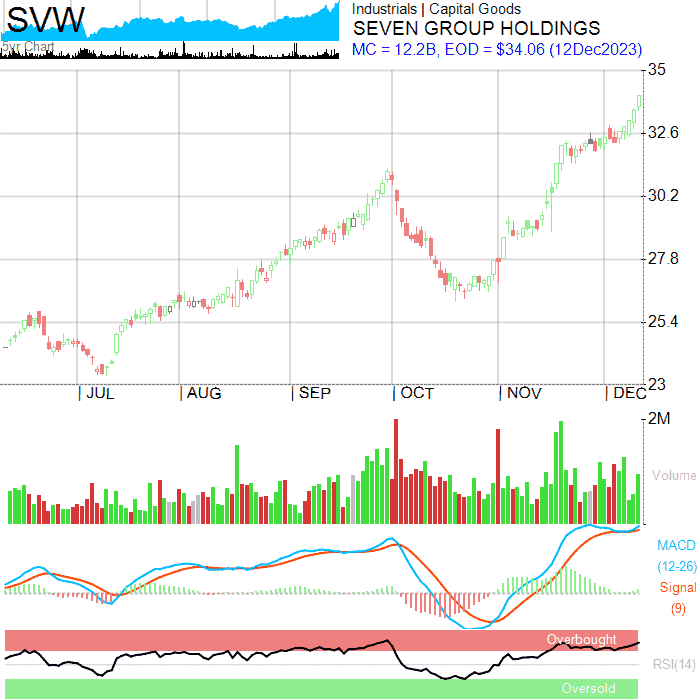 SVW
5yr Chart
Industrials | Capital Goods
SEVEN GROUP HOLDINGS
MC = 12.2B, EOD = $34.06 (12Dec2023)
35
32.6
30.2
27.8
25.4
23
| JUL | AUG | SEP | OCT | NOV | DEC
2M
Volume
MACD
(12-26)
Signal
(9)
Overbought
RSI(14)
Oversold